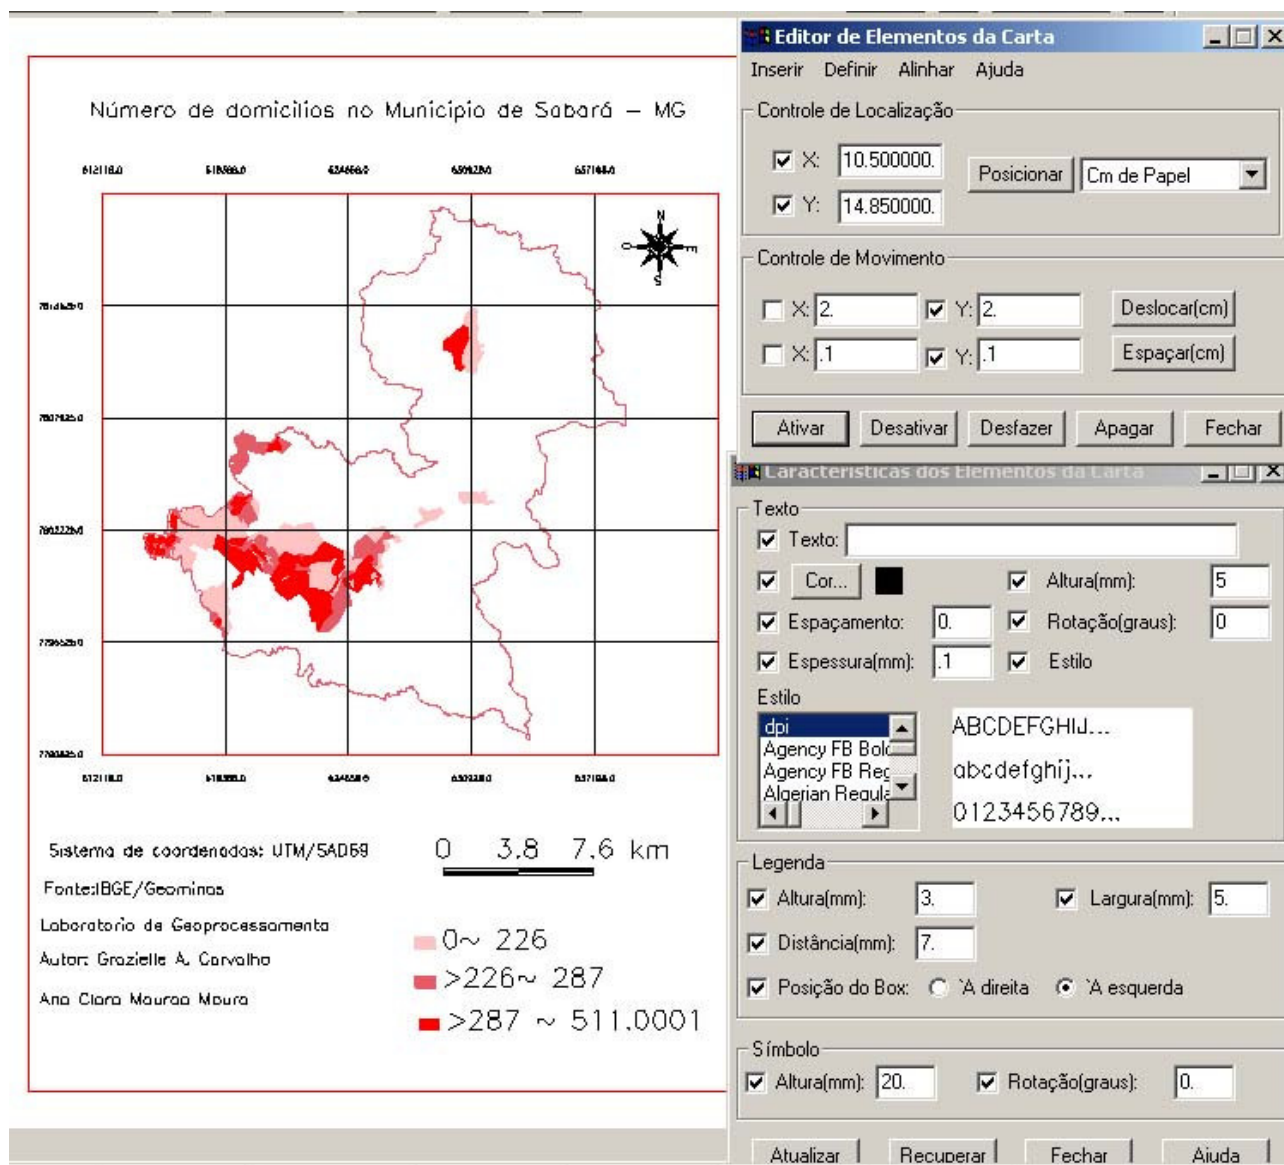 Número de domicilios no Município de Sabará – MG
612118.0
657198.0
N
O
E
S
612118.0
Sistema de coordenadas: UTM/SAD69
Fonte:IBGE/Geominas
Laboratorio de Geoprocessamento
Autor: Grazielle A. Carvalho
Ana Clara Mourao Moura
0 3.8 7.6 km
0~ 226
>226~ 287
>287 ~ 511.0001
Editor de Elementos da Carta
Inserir Definir Alinhar Ajuda
Controle de Localização
X: 10.500000.
Posicionar Cm de Papel
Y: 14.850000.
Controle de Movimento
X: 2. Y: 2. Deslocar(cm)
X: .1 Y: .1 Espaçar(cm)
Ativar Desativar Desfazer Apagar Fechar
Características dos Elementos da Carta
Texto
Texto:
Cor... Altura(mm): 5
Espaçamento: 0. Rotação(graus): 0
Espessura(mm): .1 Estilo
Estilo
dpi
Agency FB Bold
Agency FB Reg
Algerian Regula
ABCDEFGHIJ...
abcdefghij...
0123456789...
Legenda
Altura(mm): 3. Largura(mm): 5.
Distância(mm): 7.
Posição do Box: `A direita `A esquerda
Símbolo
Altura(mm): 20. Rotação(graus): 0.
Atualizar Recuperar Fechar Ajuda